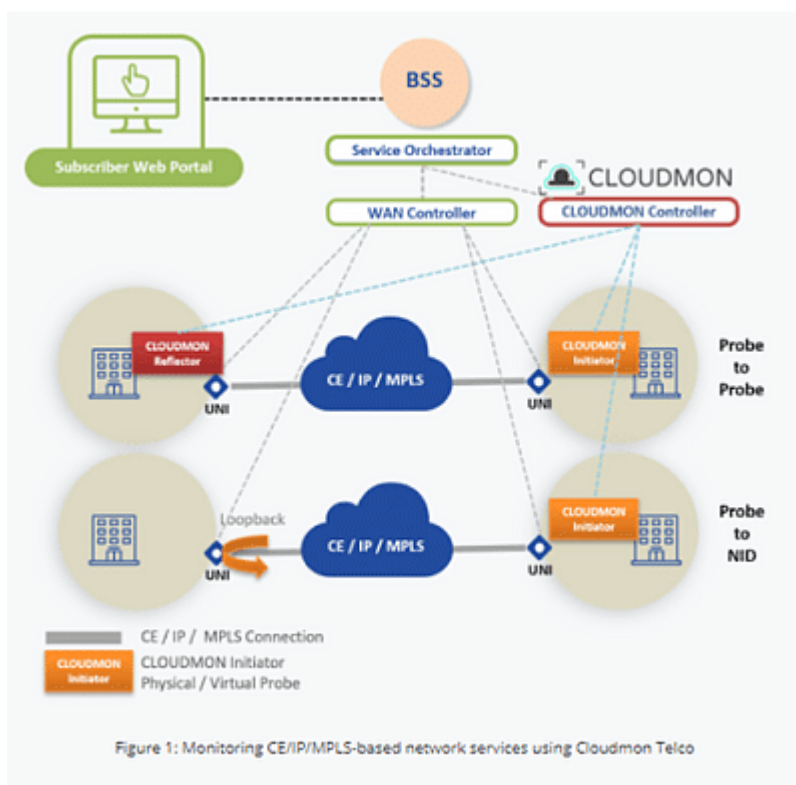 BSS
Subscriber Web Portal
Service Orchestrator
CLOUDMON
WAN Controller
CLOUDMON Controller
CLOUDMON
Reflector
CE / IP / MPLS
CLOUDMON
Initiator
UNI
UNI
Probe
to
Probe
Loopback
CE / IP / MPLS
CLOUDMON
Initiator
UNI
UNI
Probe
to
NID
CE / IP / MPLS Connection
CLOUDMON
Initiator
CLOUDMON Initiator
Physical / Virtual Probe
Figure 1: Monitoring CE/IP/MPLS-based network services using Cloudmon Telco